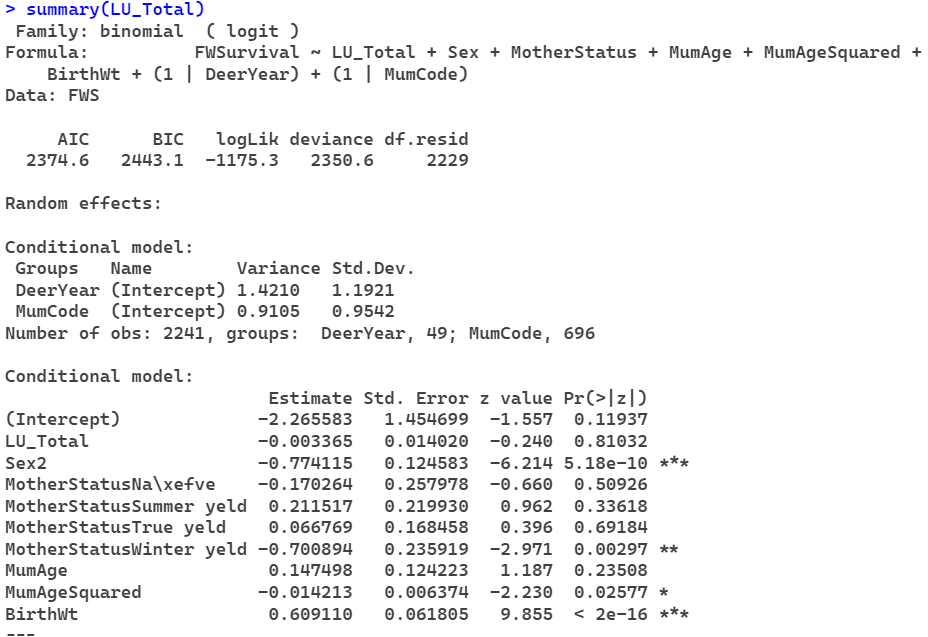 > summary(LU_Total)
 Family: binomial  ( logit )
Formula:          FWSurvival ~ LU_Total + Sex + MotherStatus + MumAge + MumAgeSquared +
    BirthWt + (1 | DeerYear) + (1 | MumCode)
Data: FWS
     AIC      BIC   logLik deviance df.resid
  2374.6   2443.1  -1175.3   2350.6     2229
Random effects:
Conditional model:
 Groups   Name        Variance Std.Dev.
 DeerYear (Intercept) 1.4210   1.1921
 MumCode  (Intercept) 0.9105   0.9542
Number of obs: 2241, groups:  DeerYear, 49; MumCode, 696
Conditional model:
                        Estimate Std. Error z value Pr(>|z|)
(Intercept)            -2.265583   1.454699  -1.557  0.11937
LU_Total               -0.003365   0.014020  -0.240  0.81032
Sex2                   -0.774115   0.124583  -6.214 5.18e-10 ***
MotherStatusNa\xefve   -0.170264   0.257978  -0.660  0.50926
MotherStatusSummer yeld  0.211517   0.219930   0.962  0.33618
MotherStatusTrue yeld   0.066769   0.168458   0.396  0.69184
MotherStatusWinter yeld -0.700894   0.235919  -2.971  0.00297 **
MumAge                  0.147498   0.124223   1.187  0.23508
MumAgeSquared          -0.014213   0.006374  -2.230  0.02577 *
BirthWt                 0.609110   0.061805   9.855  < 2e-16 ***
---